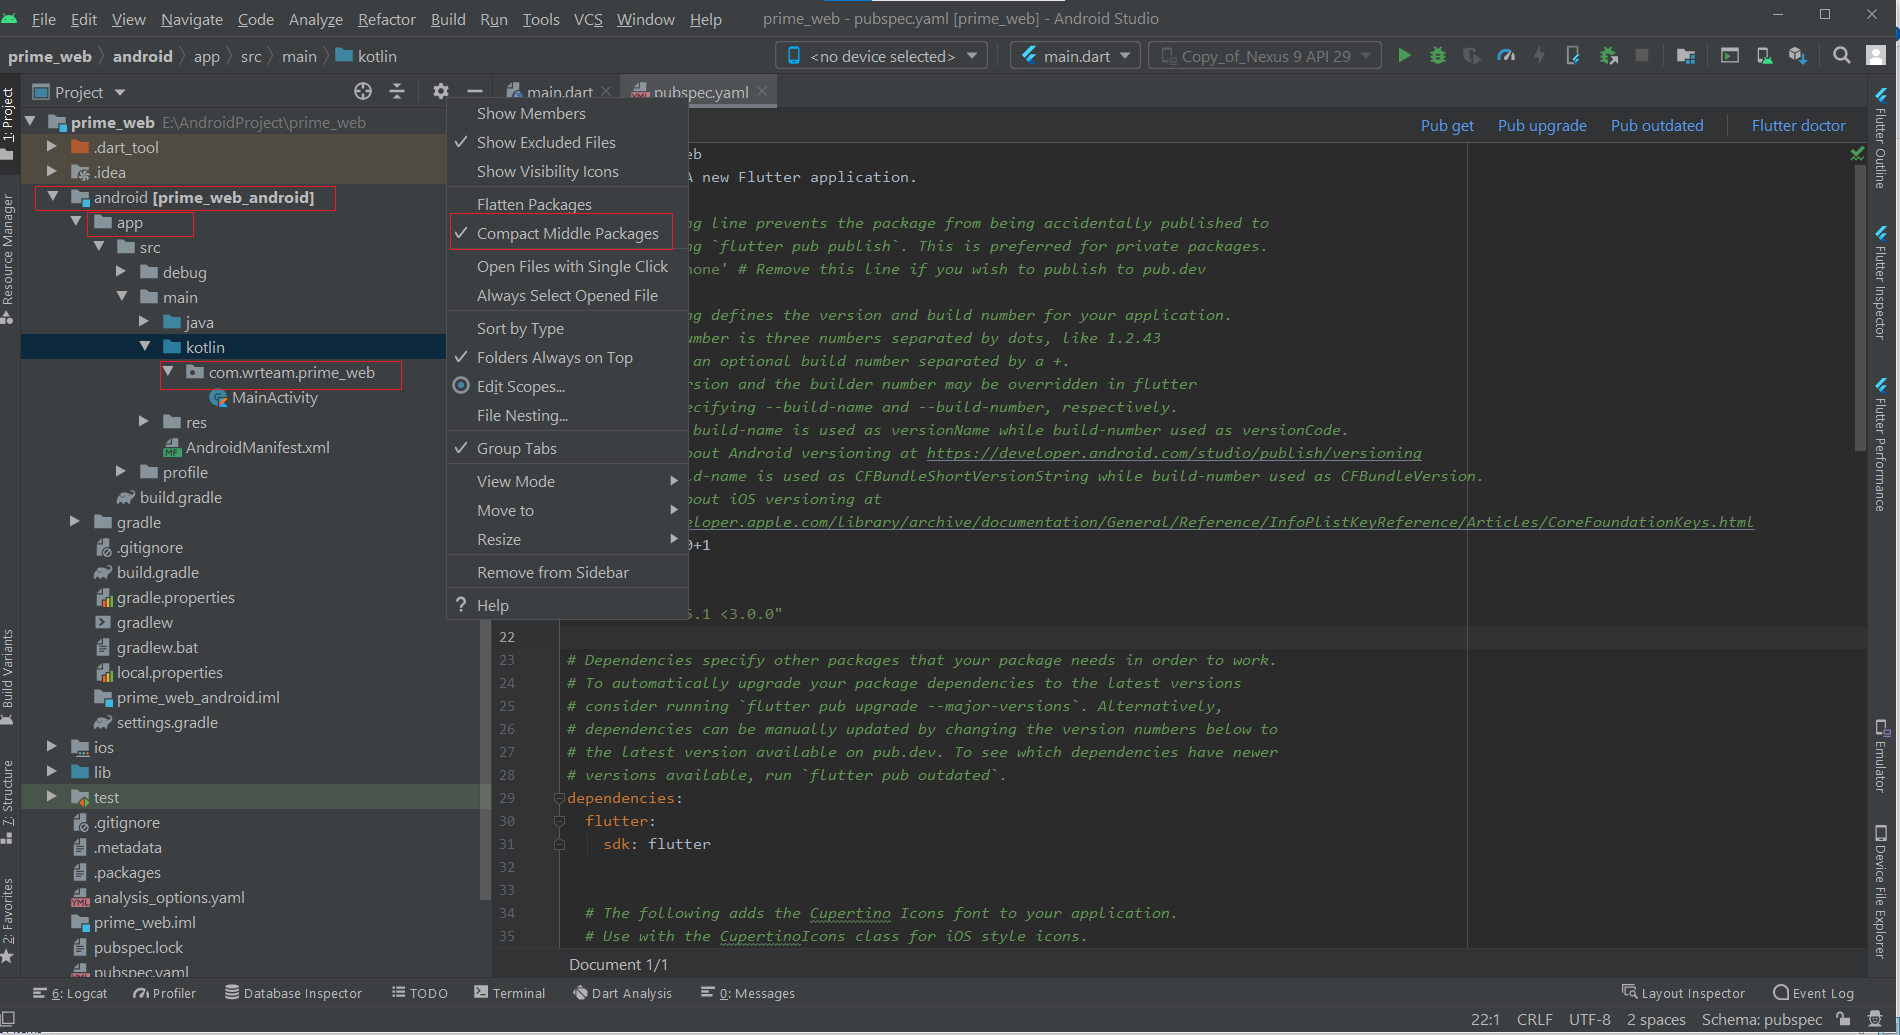 File Edit View Navigate Code Analyze Refactor Build Run Tools VCS Window Help prime_web - pubspec.yaml [prime_web] - Android Studio
prime_web android app src main kotlin <no device selected> main.dart Copy_of_Nexus 9 API 29
Project main.dart pubspec.yaml
prime_web E:\AndroidProject\prime_web
.dart_tool
.idea
android [prime_web_android]
app
src
debug
main
java
kotlin
com.wrteam.prime_web
MainActivity
res
AndroidManifest.xml
profile
build.gradle
gradle
.gitignore
build.gradle
gradle.properties
gradlew
gradlew.bat
local.properties
prime_web_android.iml
settings.gradle
ios
lib
test
.gitignore
.metadata
.packages
analysis_options.yaml
prime_web.iml
pubspec.lock
pubspec.yaml
Show Members
Show Excluded Files
Show Visibility Icons
Flatten Packages
Compact Middle Packages
Open Files with Single Click
Always Select Opened File
Sort by Type
Folders Always on Top
Edit Scopes...
File Nesting...
Group Tabs
View Mode
Move to
Resize
Remove from Sidebar
? Help
Pub get Pub upgrade Pub outdated Flutter doctor
eb
A new Flutter application.
ng line prevents the package from being accidentally published to
ng `flutter pub publish`. This is preferred for private packages.
none' # Remove this line if you wish to publish to pub.dev
ng defines the version and build number for your application.
umber is three numbers separated by dots, like 1.2.43
an optional build number separated by a +.
rsion and the builder number may be overridden in flutter
ecifying --build-name and --build-number, respectively.
build-name is used as versionName while build-number used as versionCode.
out Android versioning at https://developer.android.com/studio/publish/versioning
ld-name is used as CFBundleShortVersionString while build-number used as CFBundleVersion.
out iOS versioning at
eloper.apple.com/library/archive/documentation/General/Reference/InfoPlistKeyReference/Articles/CoreFoundationKeys.html
0+1
.1 <3.0.0"
22
23 # Dependencies specify other packages that your package needs in order to work.
24 # To automatically upgrade your package dependencies to the latest versions
25 # consider running `flutter pub upgrade --major-versions`. Alternatively,
26 # dependencies can be manually updated by changing the version numbers below to
27 # the latest version available on pub.dev. To see which dependencies have newer
28 # versions available, run `flutter pub outdated`.
29 dependencies:
30 flutter:
31 sdk: flutter
32
33
34 # The following adds the Cupertino Icons font to your application.
35 # Use with the CupertinoIcons class for iOS style icons.
Document 1/1
1: Project
Resource Manager
Build Variants
7: Structure
2: Favorites
Flutter Outline
Flutter Inspector
Flutter Performance
Emulator
Device File Explorer
6: Logcat Profiler Database Inspector TODO Terminal Dart Analysis 0: Messages Layout Inspector Event Log
22:1 CRLF UTF-8 2 spaces Schema: pubspec